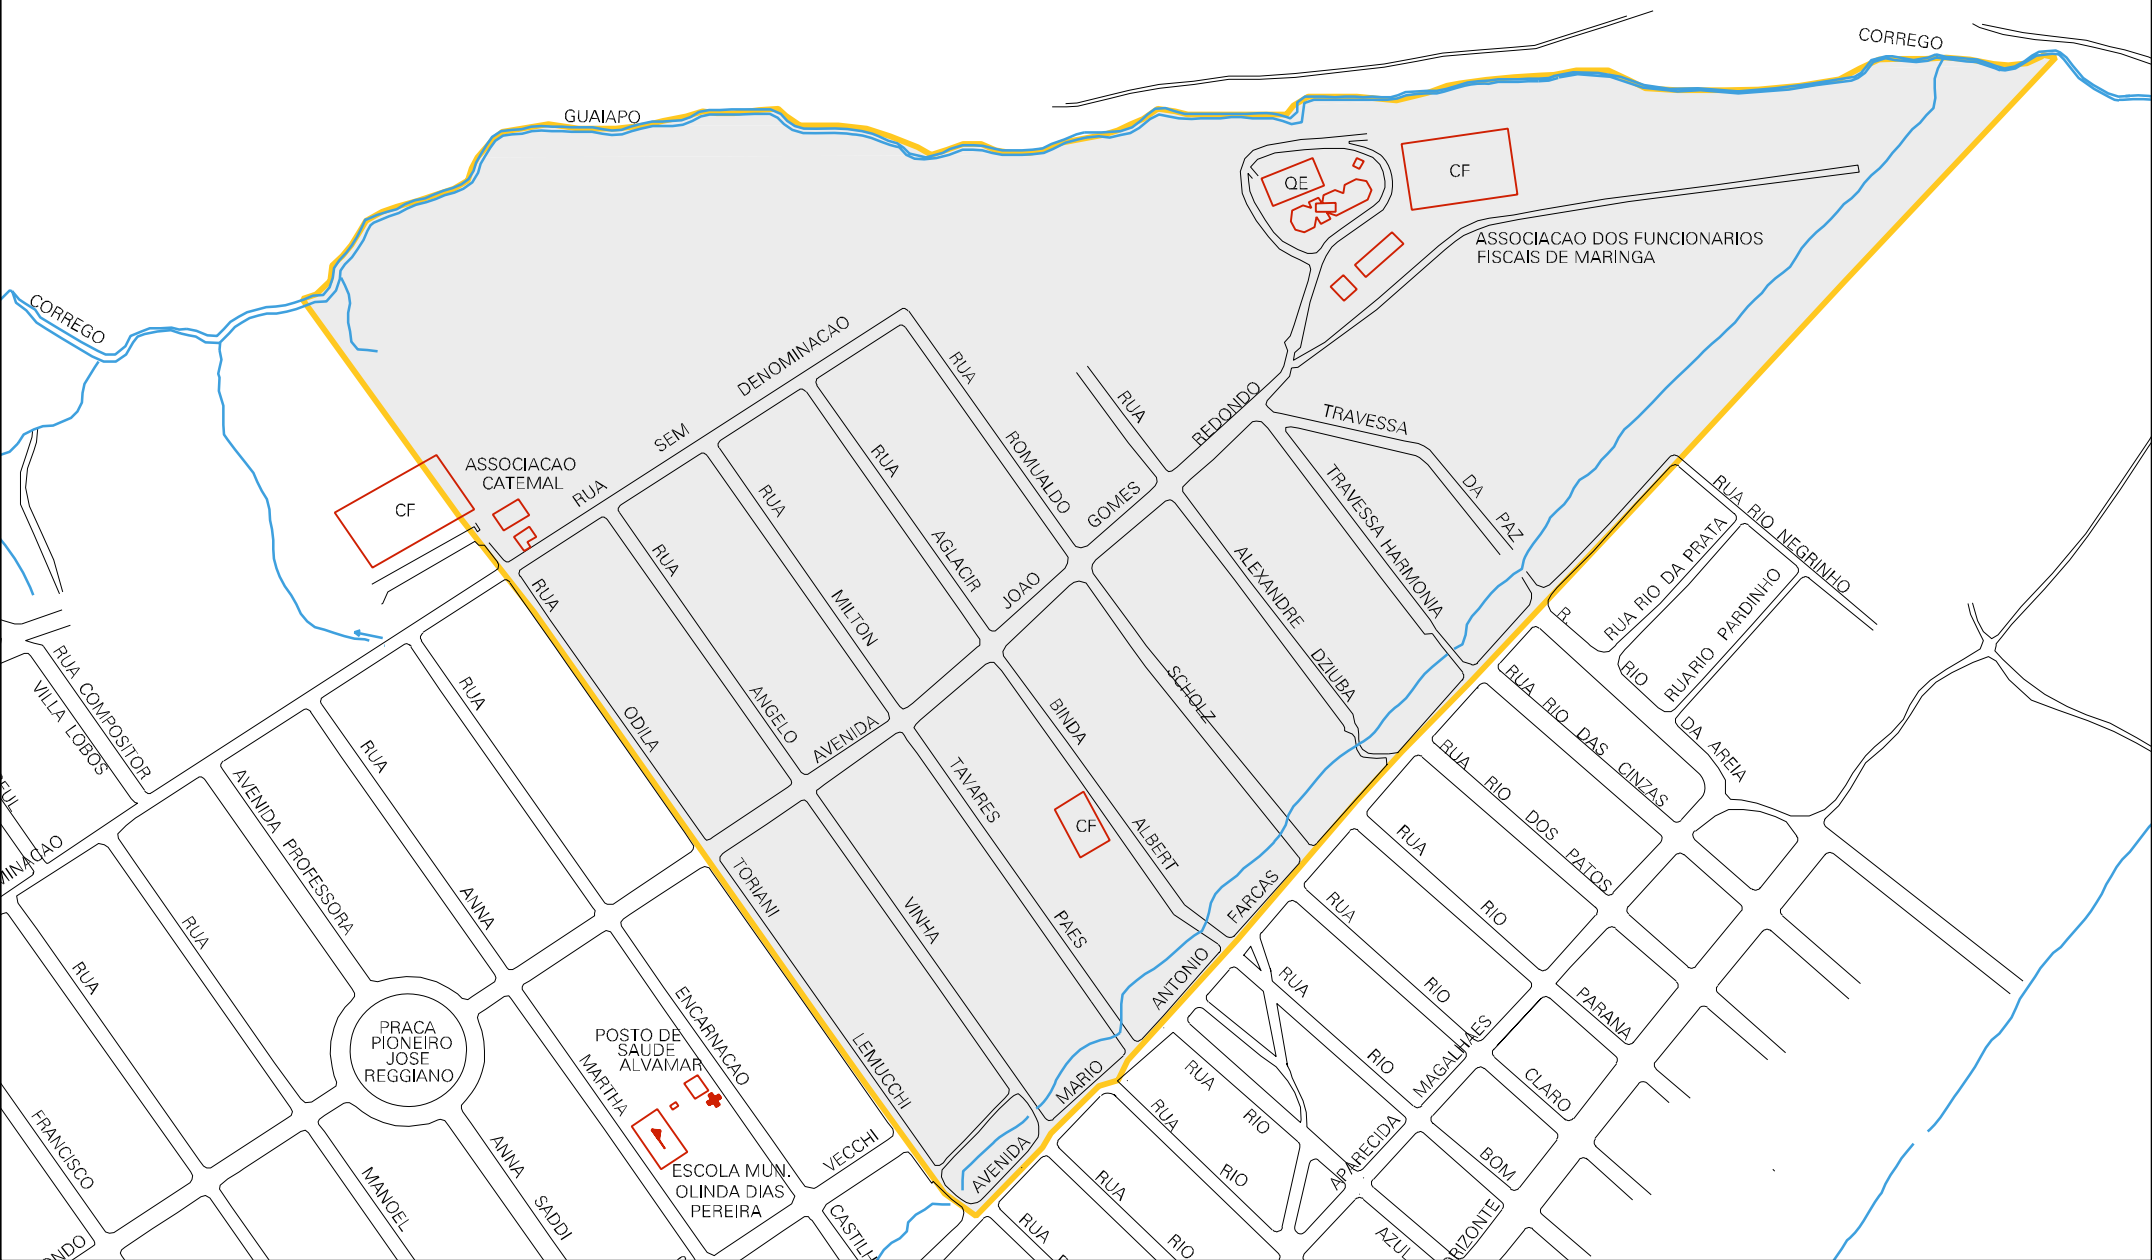 CORREGO
GUAIAPO
CORREGO
QE
CF
ASSOCIACAO DOS FUNCIONARIOS
FISCAIS DE MARINGA
RUA SEM DENOMINACAO
RUA ROMUALDO
RUA
AVENIDA JOAO GOMES REDONDO
TRAVESSA DA PAZ
TRAVESSA HARMONIA
ASSOCIACAO
CATEMAL
CF
RUA AGLACIR
RUA MILTON
RUA ANGELO
RUA ODILA
TORIANI
LEMUCCHI
VINHA
TAVARES
PAES
BINDA
ALBERT
SCHOLZ
ALEXANDRE
DZIUBA
CF
AVENIDA MARIO ANTONIO FARCAS
RUA RIO NEGRINHO
RUA RIO DA PRATA
RUARIO PARDINHO
R RIO DA AREIA
RUA RIO DAS CINZAS
RUA RIO DOS PATOS
RUA RIO PARANA
RUA RIO CLARO
RUA RIO BOM
RUA RIO AZUL
RUA RIO
RUA RIO
RUA
APARECIDA MAGALHAES
RUA COMPOSITOR
VILLA LOBOS
MINACAO
RUA
AVENIDA PROFESSORA
RUA ANNA
RUA
RUA
ENCARNACAO
MARTHA
ANNA SADDI
MANOEL
FRANCISCO
VECCHI
PRACA
PIONEIRO
JOSE
REGGIANO
POSTO DE
SAUDE
ALVAMAR
ESCOLA MUN.
OLINDA DIAS
PEREIRA
CASTILH
ONDO
RIZONTE